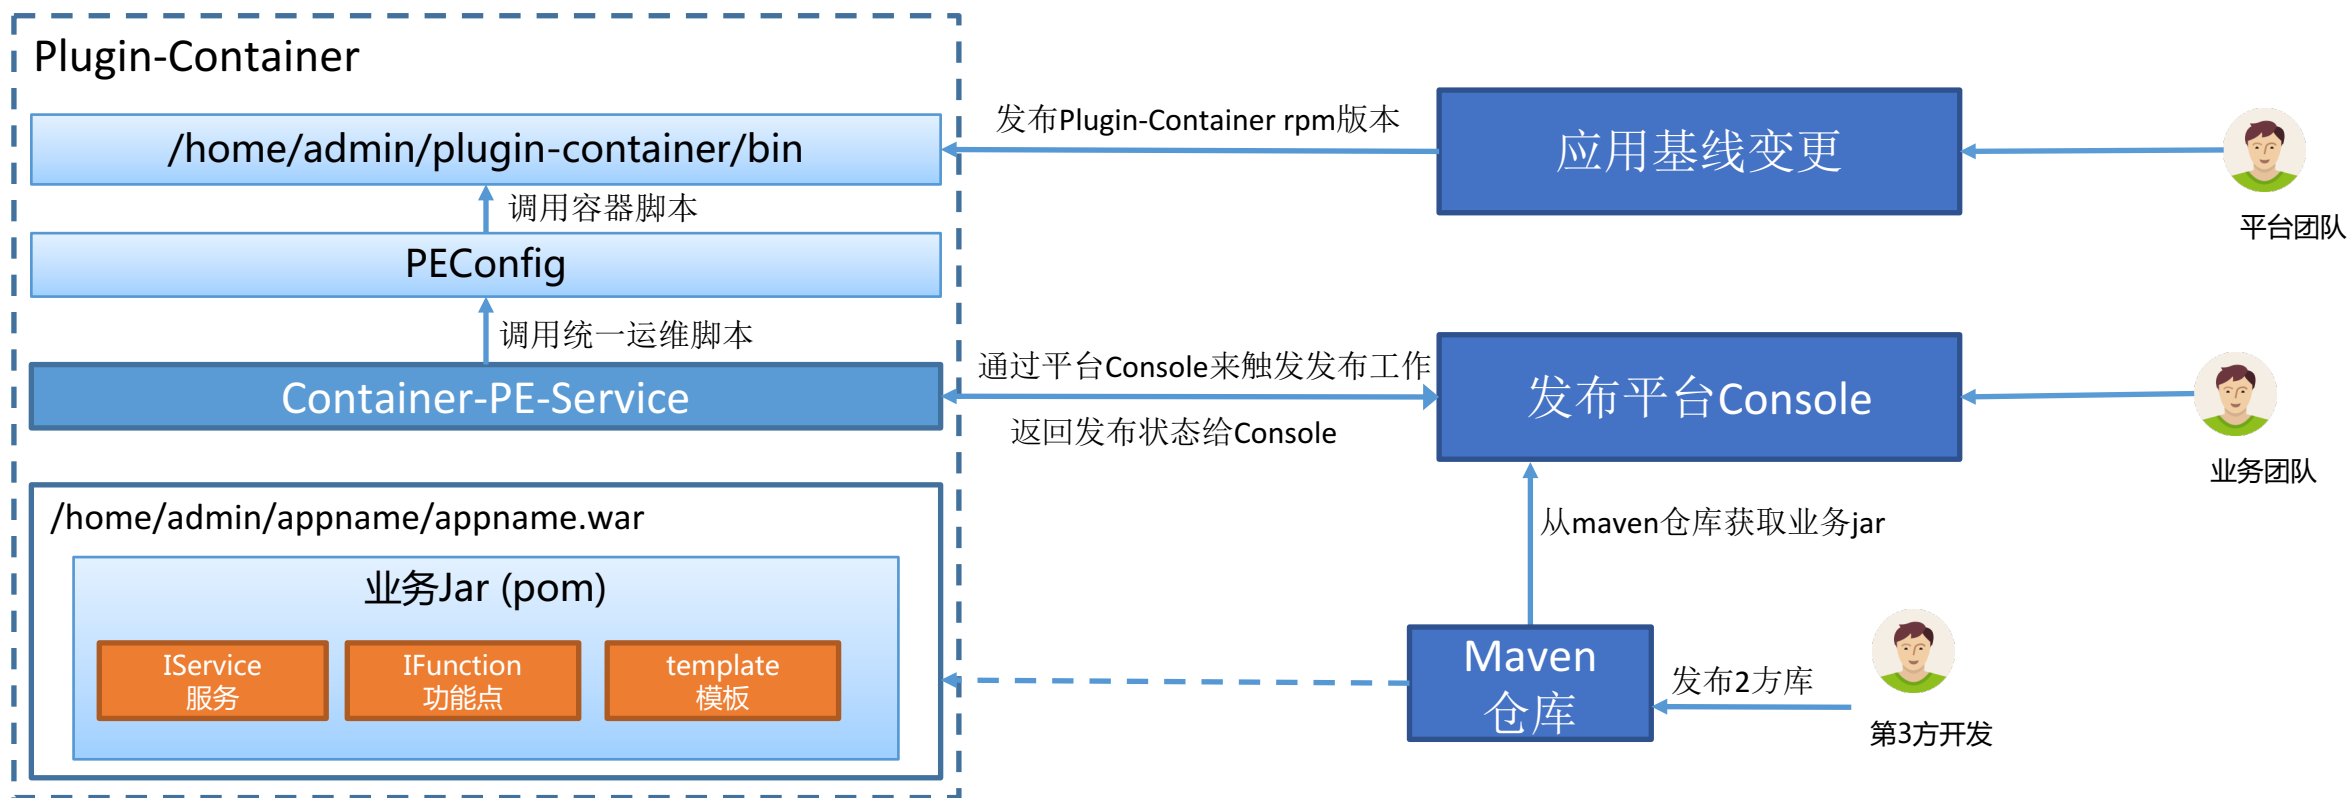 Plugin-Container
/home/admin/plugin-container/bin
调用容器脚本
PEConfig
调用统一运维脚本
Container-PE-Service
/home/admin/appname/appname.war
业务Jar (pom)
IService
服务
IFunction
功能点
template
模板
发布Plugin-Container rpm版本
应用基线变更
平台团队
通过平台Console来触发发布工作
返回发布状态给Console
发布平台Console
业务团队
从maven仓库获取业务jar
Maven
仓库
发布2方库
第3方开发